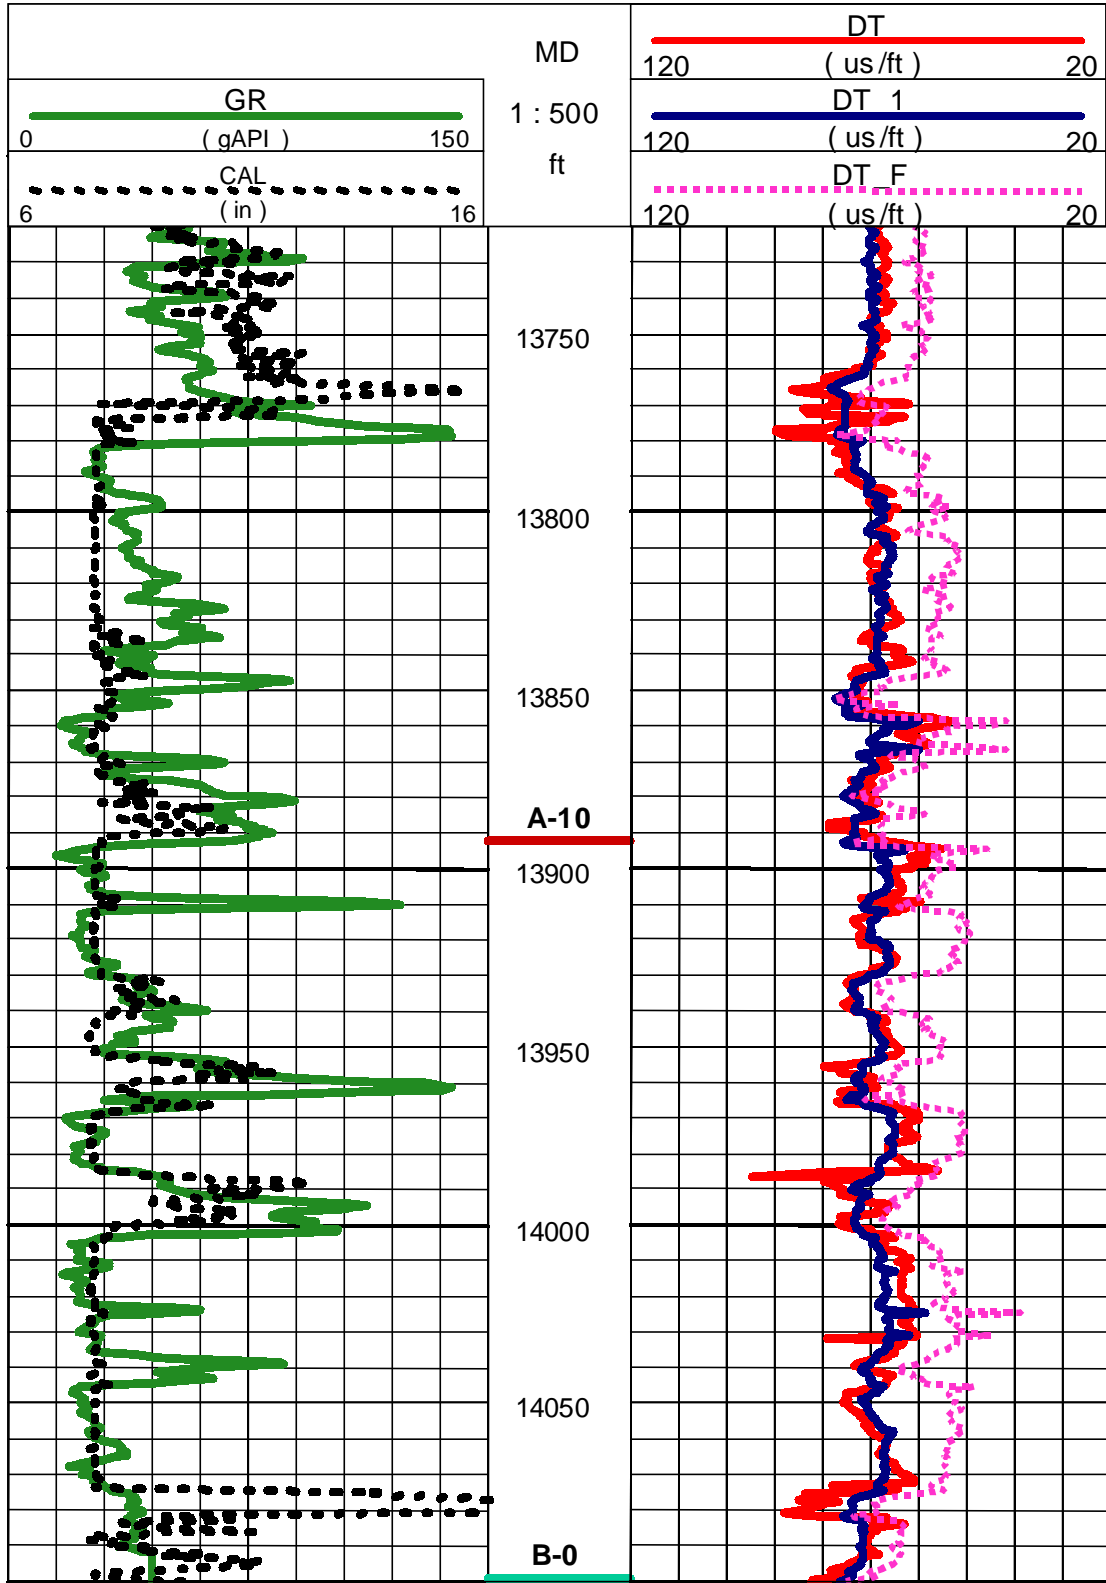 DT
120 ( us/ft ) 20
MD
GR
0 ( gAPI ) 150
1 : 500
DT_1
120 ( us/ft ) 20
ft
CAL
6 ( in ) 16
DT_F
120 ( us/ft ) 20
13750
13800
13850
A-10
13900
13950
14000
14050
B-0